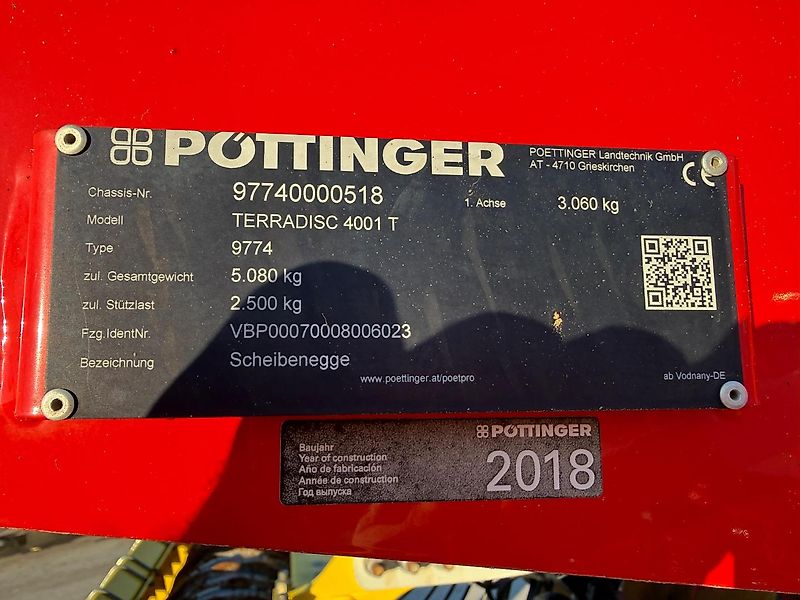 PÖTTINGER
POETTINGER Landtechnik GmbH
AT - 4710 Grieskirchen
CE
Chassis-Nr. 97740000518 1. Achse 3.060 kg
Modell TERRADISC 4001 T
Type 9774
zul. Gesamtgewicht 5.080 kg
zul. Stützlast 2.500 kg
Fzg.IdentNr. VBP00070008006023
Bezeichnung Scheibenegge
www.poettinger.at/poetpro
ab Vodnany-DE
PÖTTINGER
Baujahr
Year of construction
Año de fabricación
Année de construction
Год выпуска
2018